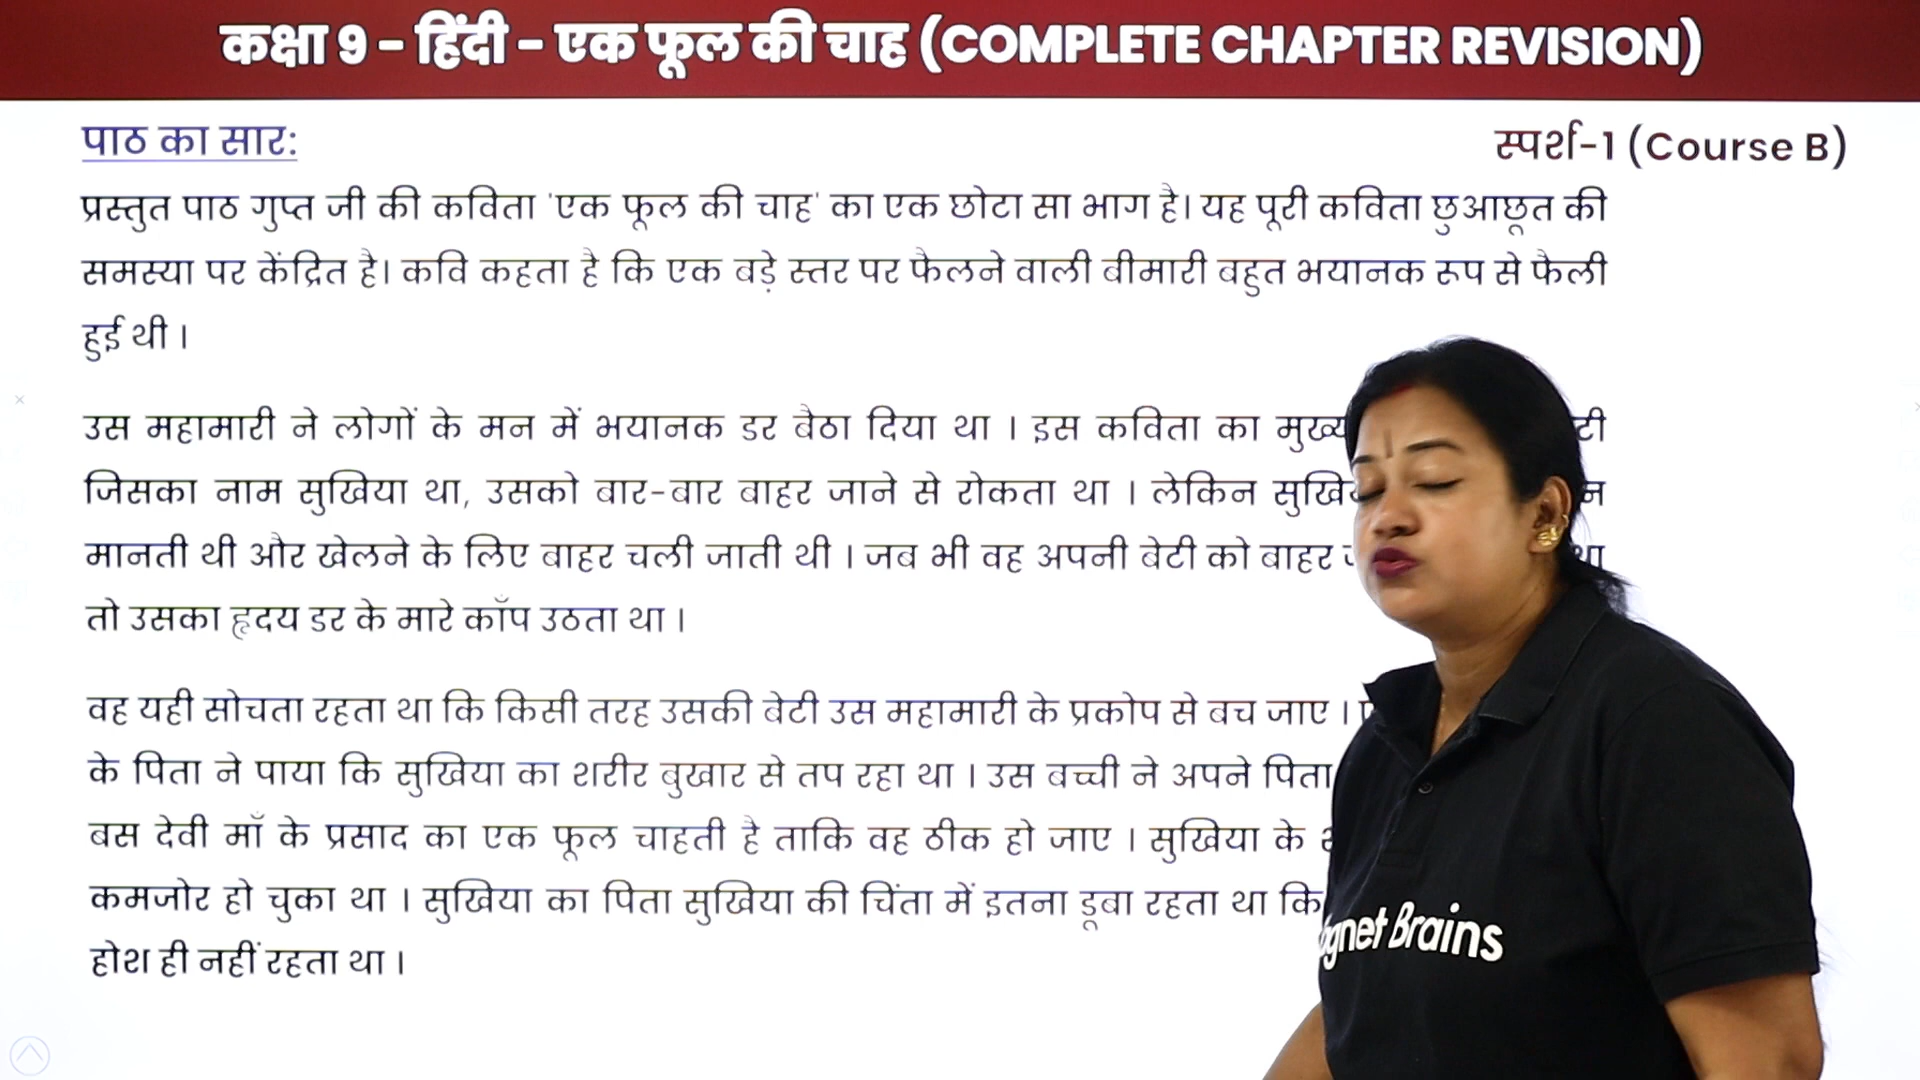 कक्षा 9 - हिंदी - एक फूल की चाह (COMPLETE CHAPTER REVISION)
पाठ का सार:
स्पर्श-1 (Course B)
प्रस्तुत पाठ गुप्त जी की कविता 'एक फूल की चाह' का एक छोटा सा भाग है। यह पूरी कविता छुआछूत की
समस्या पर केंद्रित है। कवि कहता है कि एक बड़े स्तर पर फैलने वाली बीमारी बहुत भयानक रूप से फैली
हुई थी ।
उस महामारी ने लोगों के मन में भयानक डर बैठा दिया था । इस कविता का मुख्य
जिसका नाम सुखिया था, उसको बार-बार बाहर जाने से रोकता था । लेकिन
मानती थी और खेलने के लिए बाहर चली जाती थी । जब भी वह अपनी बेटी को बाहर
तो उसका हृदय डर के मारे काँप उठता था ।
वह यही सोचता रहता था कि किसी तरह उसकी बेटी उस महामारी के प्रकोप से बच जाए ।
के पिता ने पाया कि सुखिया का शरीर बुखार से तप रहा था । उस बच्ची ने अपने पिता
बस देवी माँ के प्रसाद का एक फूल चाहती है ताकि वह ठीक हो जाए । सुखिया के
कमजोर हो चुका था । सुखिया का पिता सुखिया की चिंता में इतना डूबा रहता था कि
होश ही नहीं रहता था ।
Brains